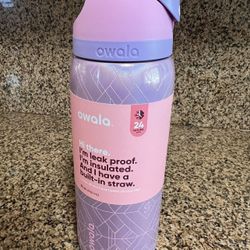 owala
owala
24
Hi there.
I'm leak proof.
I'm insulated.
And I have a
built-in straw.
owala